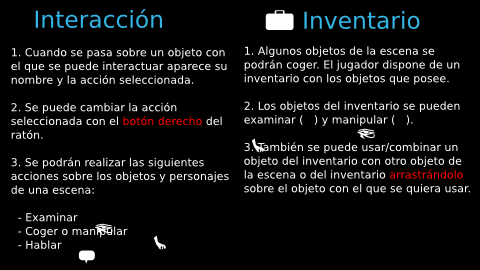 Interacción
1. Cuando se pasa sobre un objeto con
el que se puede interactuar aparece su
nombre y la acción seleccionada.
2. Se puede cambiar la acción
seleccionada con el botón derecho del
ratón.
3. Se podrán realizar las siguientes
acciones sobre los objetos y personajes
de una escena:
- Examinar
- Coger o manipular
- Hablar
Inventario
1. Algunos objetos de la escena se
podrán coger. El jugador dispone de un
inventario con los objetos que posee.
2. Los objetos del inventario se pueden
examinar ( ) y manipular ( ).
3. También se puede usar/combinar un
objeto del inventario con otro objeto de
la escena o del inventario arrastrándolo
sobre el objeto con el que se quiera usar.